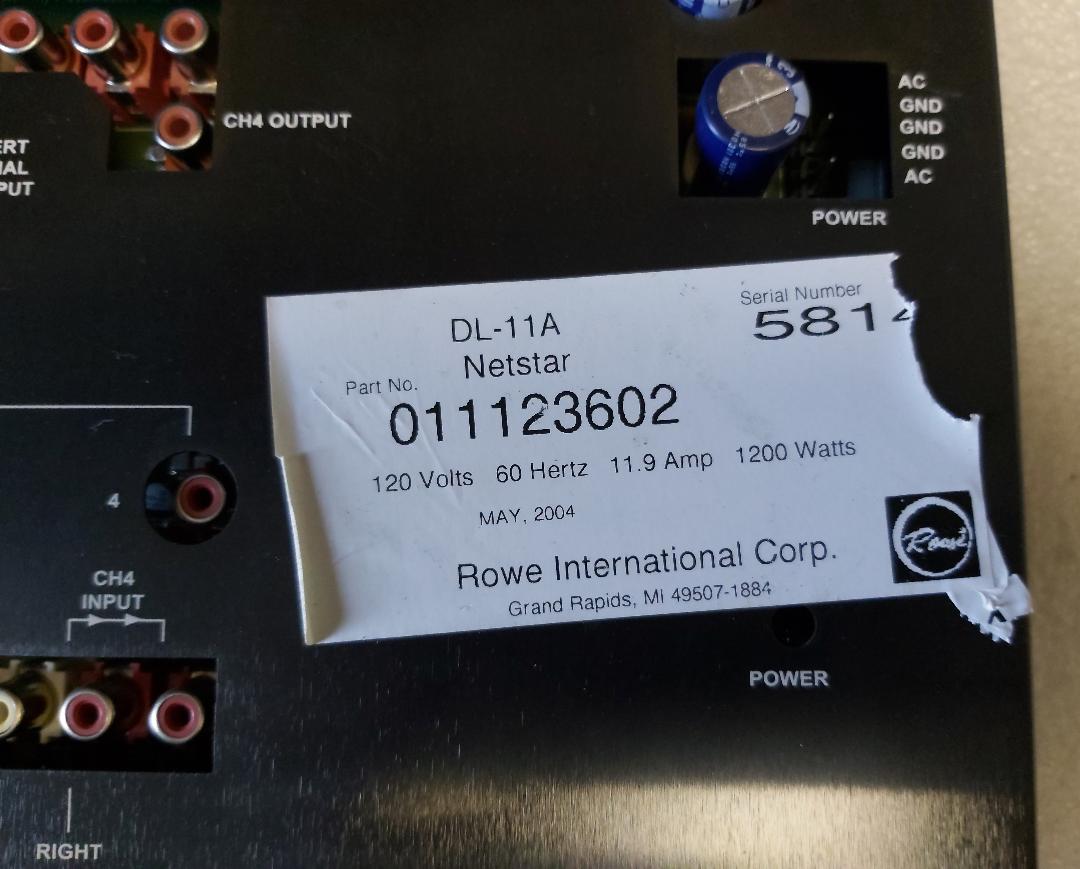 CH4 OUTPUT
AC
GND
GND
GND
AC
POWER
DL-11A
Netstar
Serial Number
581
Part No.
011123602
120 Volts 60 Hertz 11.9 Amp 1200 Watts
MAY, 2004
Rowe International Corp.
Grand Rapids, MI 49507-1884
Rowe
4
CH4
INPUT
POWER
RIGHT